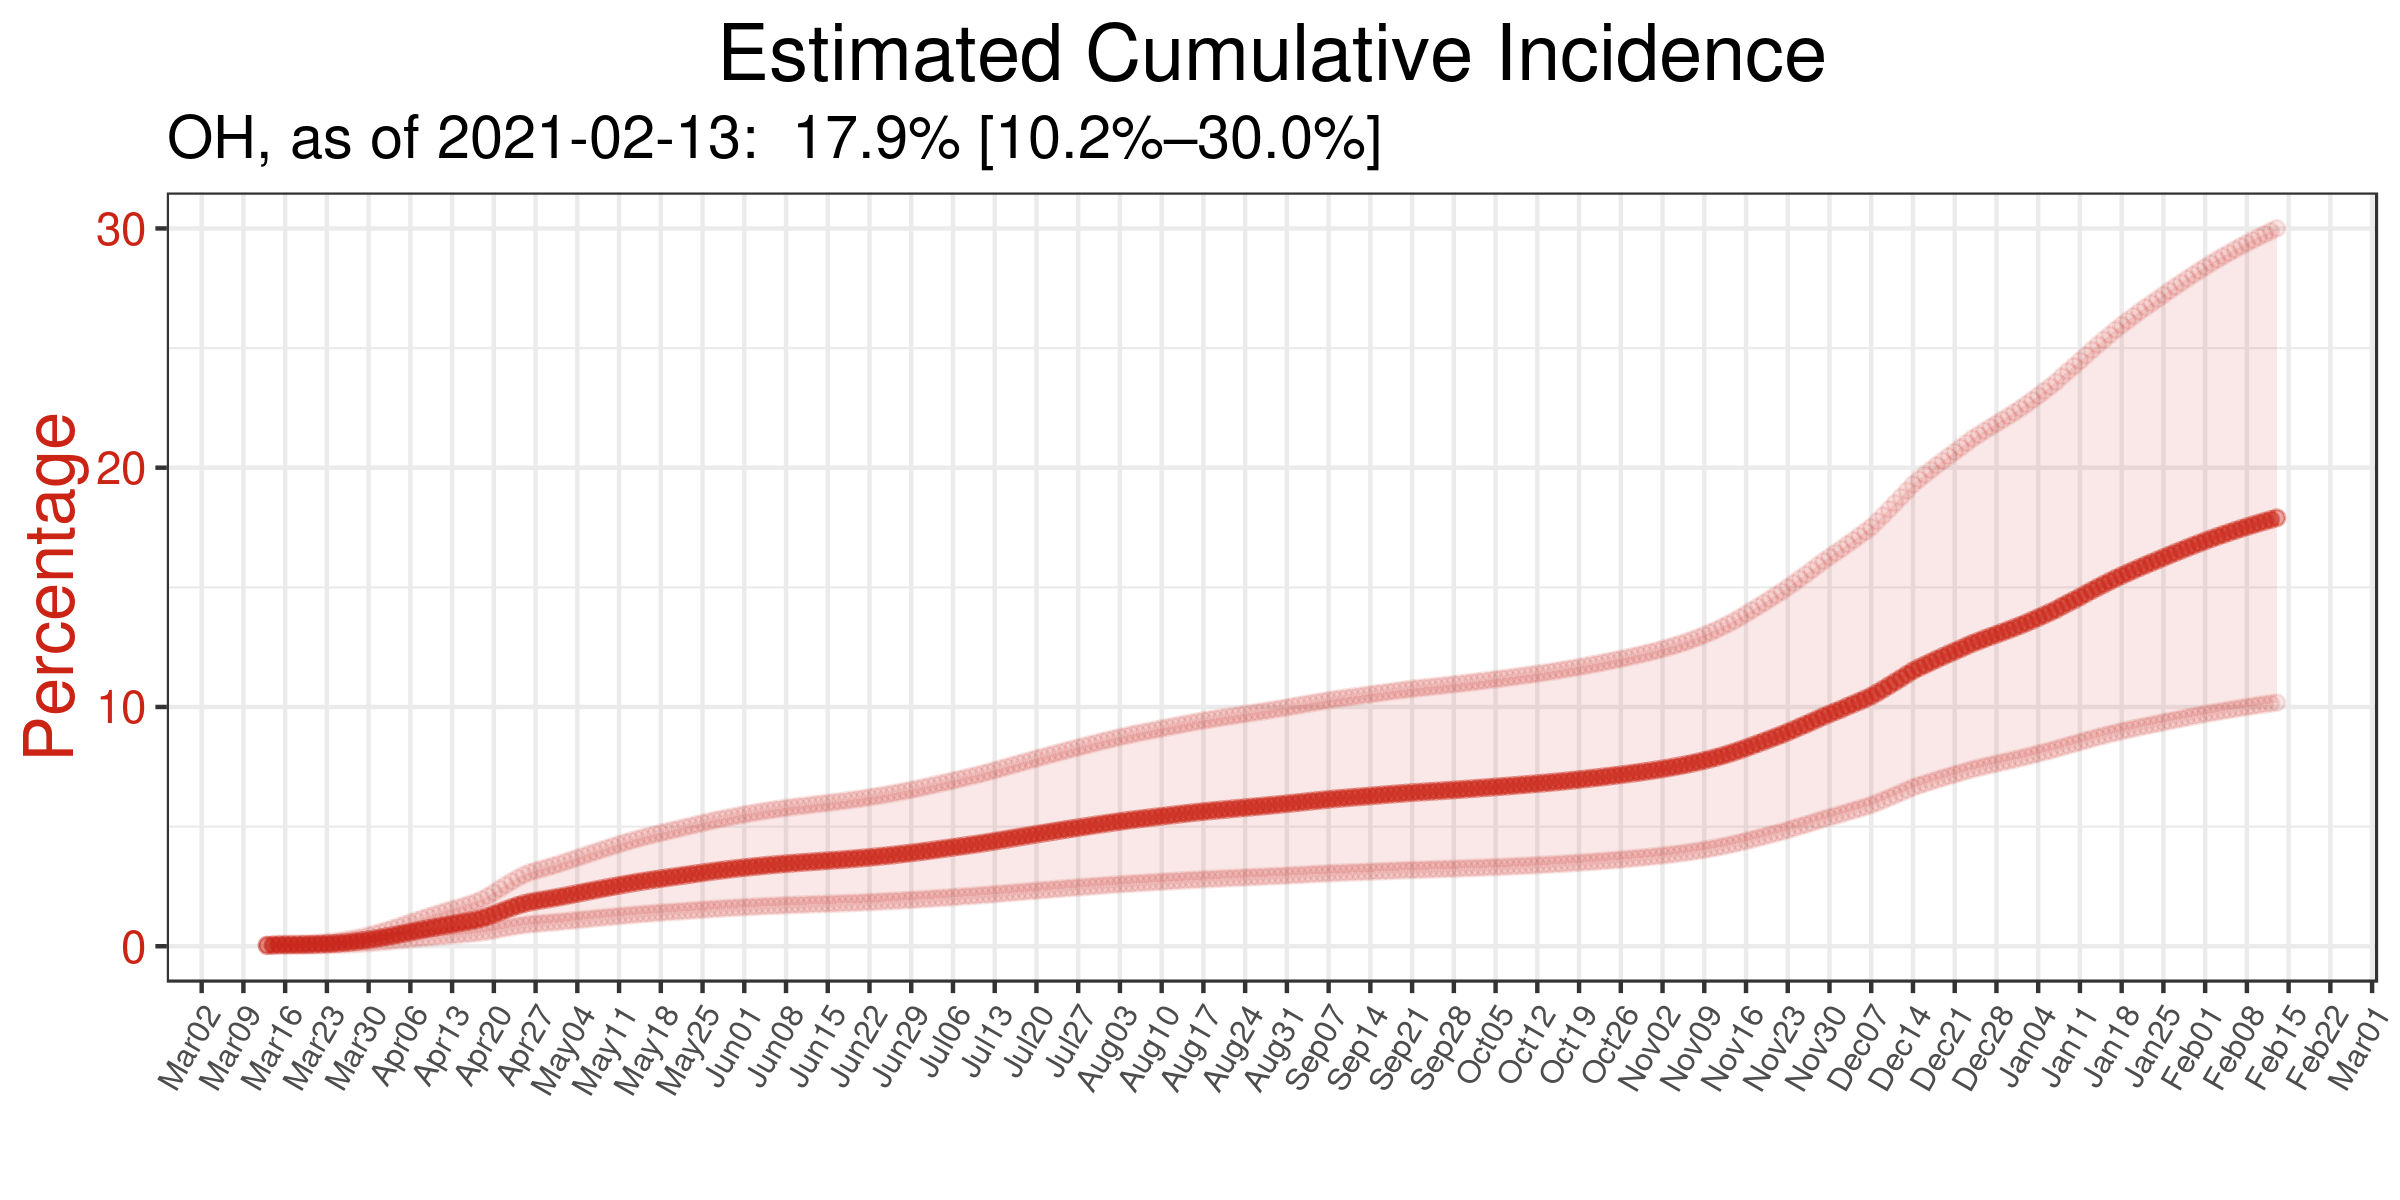 Estimated Cumulative Incidence
OH, as of 2021-02-13:  17.9% [10.2%–30.0%]
Percentage
30
20
10
0
Mar02
Mar09
Mar16
Mar23
Mar30
Apr06
Apr13
Apr20
Apr27
May04
May11
May18
May25
Jun01
Jun08
Jun15
Jun22
Jun29
Jul06
Jul13
Jul20
Jul27
Aug03
Aug10
Aug17
Aug24
Aug31
Sep07
Sep14
Sep21
Sep28
Oct05
Oct12
Oct19
Oct26
Nov02
Nov09
Nov16
Nov23
Nov30
Dec07
Dec14
Dec21
Dec28
Jan04
Jan11
Jan18
Jan25
Feb01
Feb08
Feb15
Feb22
Mar01